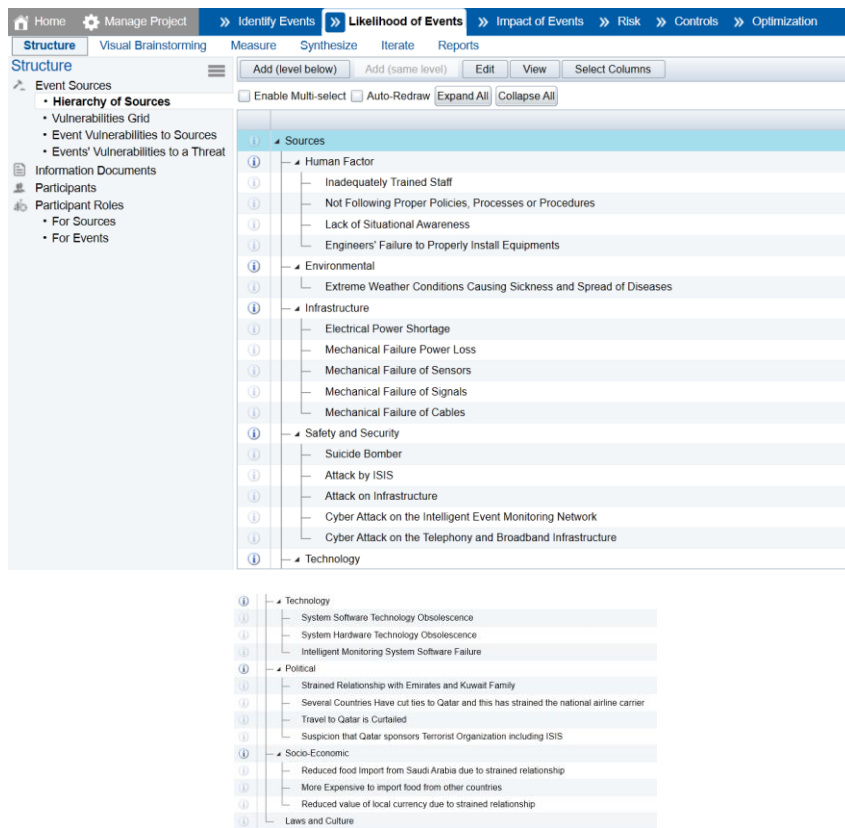 Home Manage Project Identify Events Likelihood of Events Impact of Events Risk Controls Optimization
Structure Visual Brainstorming Measure Synthesize Iterate Reports
Structure
Event Sources
• Hierarchy of Sources
• Vulnerabilities Grid
• Event Vulnerabilities to Sources
• Events' Vulnerabilities to a Threat
Information Documents
Participants
Participant Roles
• For Sources
• For Events
Add (level below) Add (same level) Edit View Select Columns
Enable Multi-select Auto-Redraw Expand All Collapse All
Sources
Human Factor
Inadequately Trained Staff
Not Following Proper Policies, Processes or Procedures
Lack of Situational Awareness
Engineers' Failure to Properly Install Equipments
Environmental
Extreme Weather Conditions Causing Sickness and Spread of Diseases
Infrastructure
Electrical Power Shortage
Mechanical Failure Power Loss
Mechanical Failure of Sensors
Mechanical Failure of Signals
Mechanical Failure of Cables
Safety and Security
Suicide Bomber
Attack by ISIS
Attack on Infrastructure
Cyber Attack on the Intelligent Event Monitoring Network
Cyber Attack on the Telephony and Broadband Infrastructure
Technology
Technology
System Software Technology Obsolescence
System Hardware Technology Obsolescence
Intelligent Monitoring System Software Failure
Political
Strained Relationship with Emirates and Kuwait Family
Several Countries Have cut ties to Qatar and this has strained the national airline carrier
Travel to Qatar is Curtailed
Suspicion that Qatar sponsors Terrorist Organization including ISIS
Socio-Economic
Reduced food Import from Saudi Arabia due to strained relationship
More Expensive to import food from other countries
Reduced value of local currency due to strained relationship
Laws and Culture